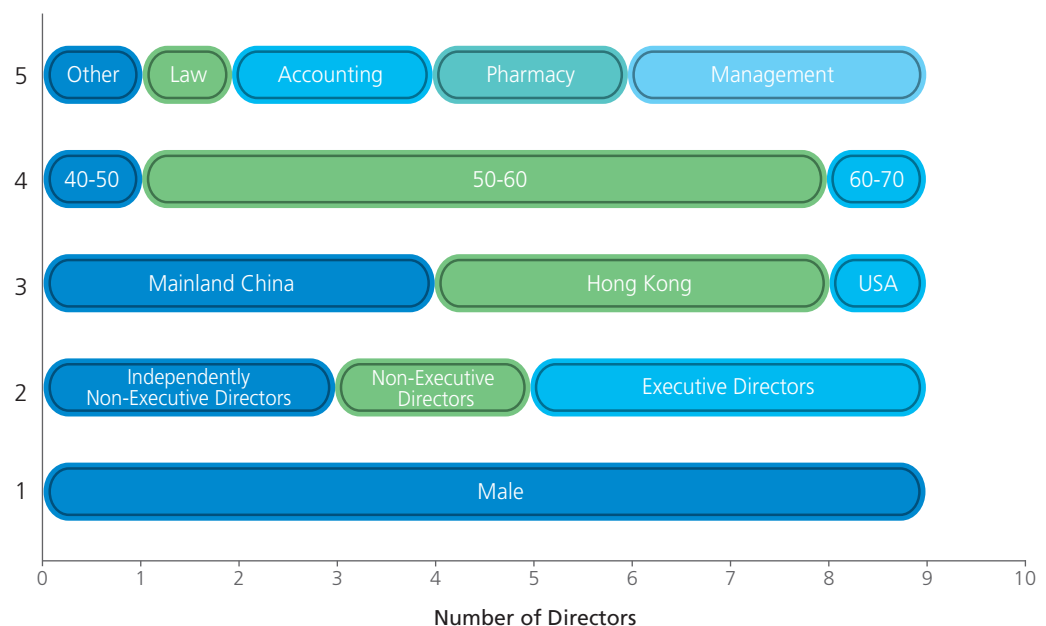 5
Other
Law
Accounting
Pharmacy
Management
4
40-50
50-60
60-70
3
Mainland China
Hong Kong
USA
2
Independently
Non-Executive Directors
Non-Executive
Directors
Executive Directors
1
Male
0 1 2 3 4 5 6 7 8 9 10
Number of Directors